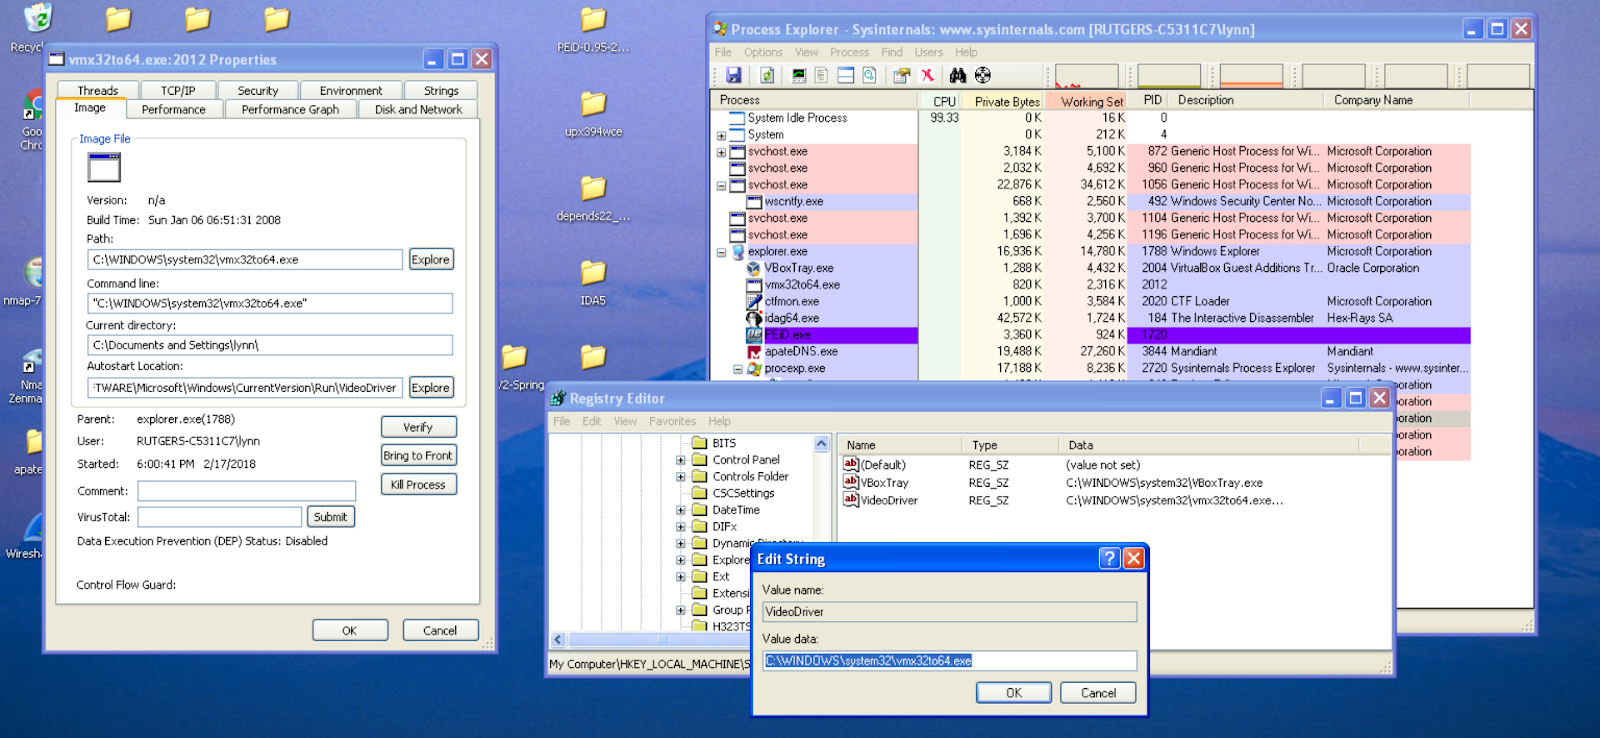 Recyc
PEiD-0.95-2...
upx394wce
depends22_...
IDA5
V2-Spring
Goo
Chro
nmap-7
Nma
Zenma
apate
Wiresha
vmx32to64.exe:2012 Properties
Threads TCP/IP Security Environment Strings
Image Performance Performance Graph Disk and Network
Image File
Version: n/a
Build Time: Sun Jan 06 06:51:31 2008
Path:
C:\WINDOWS\system32\vmx32to64.exe Explore
Command line:
"C:\WINDOWS\system32\vmx32to64.exe"
Current directory:
C:\Documents and Settings\lynn\
Autostart Location:
TWARE\Microsoft\Windows\CurrentVersion\Run\VideoDriver Explore
Parent: explorer.exe(1788) Verify
User: RUTGERS-C5311C7\lynn
Bring to Front
Started: 6:00:41 PM 2/17/2018
Kill Process
Comment:
VirusTotal: Submit
Data Execution Prevention (DEP) Status: Disabled
Control Flow Guard:
OK Cancel
Process Explorer - Sysinternals: www.sysinternals.com [RUTGERS-C5311C7\lynn]
File Options View Process Find Users Help
Process CPU Private Bytes Working Set PID Description Company Name
System Idle Process 99.33 0 K 16 K 0
System 0 K 212 K 4
svchost.exe 3,184 K 5,100 K 872 Generic Host Process for Wi... Microsoft Corporation
svchost.exe 2,032 K 4,692 K 960 Generic Host Process for Wi... Microsoft Corporation
svchost.exe 22,876 K 34,612 K 1056 Generic Host Process for Wi... Microsoft Corporation
wscntfy.exe 668 K 2,560 K 492 Windows Security Center No... Microsoft Corporation
svchost.exe 1,392 K 3,700 K 1104 Generic Host Process for Wi... Microsoft Corporation
svchost.exe 1,696 K 4,256 K 1196 Generic Host Process for Wi... Microsoft Corporation
explorer.exe 16,936 K 14,780 K 1788 Windows Explorer Microsoft Corporation
VBoxTray.exe 1,288 K 4,432 K 2004 VirtualBox Guest Additions Tr... Oracle Corporation
vmx32to64.exe 820 K 2,316 K 2012
ctfmon.exe 1,000 K 3,584 K 2020 CTF Loader Microsoft Corporation
idag64.exe 42,572 K 1,724 K 184 The Interactive Disassembler Hex-Rays SA
PEiD.exe 3,360 K 924 K 1720
apateDNS.exe 19,488 K 27,260 K 3844 Mandiant Mandiant
procexp.exe 17,188 K 8,236 K 2720 Sysinternals Process Explorer Sysinternals - www.sysinter...
oration
oration
oration
oration
oration
Registry Editor
File Edit View Favorites Help
BITS
Control Panel
Controls Folder
CSCSettings
DateTime
DIFx
Dynamic Directory
Explore
Ext
Extensi
Group P
H323TS
Name Type Data
(Default) REG_SZ (value not set)
VBoxTray REG_SZ C:\WINDOWS\system32\VBoxTray.exe
VideoDriver REG_SZ C:\WINDOWS\system32\vmx32to64.exe...
My Computer\HKEY_LOCAL_MACHINE\S
Edit String
Value name:
VideoDriver
Value data:
C:\WINDOWS\system32\vmx32to64.exe
OK Cancel